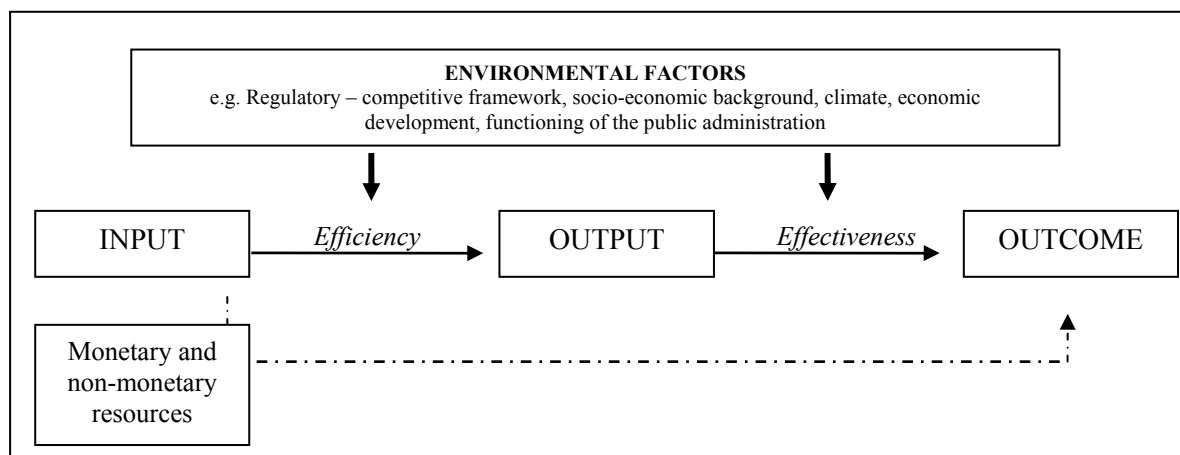 ENVIRONMENTAL FACTORS
e.g. Regulatory – competitive framework, socio-economic background, climate, economic
development, functioning of the public administration
INPUT
Efficiency
OUTPUT
Effectiveness
OUTCOME
Monetary and
non-monetary
resources